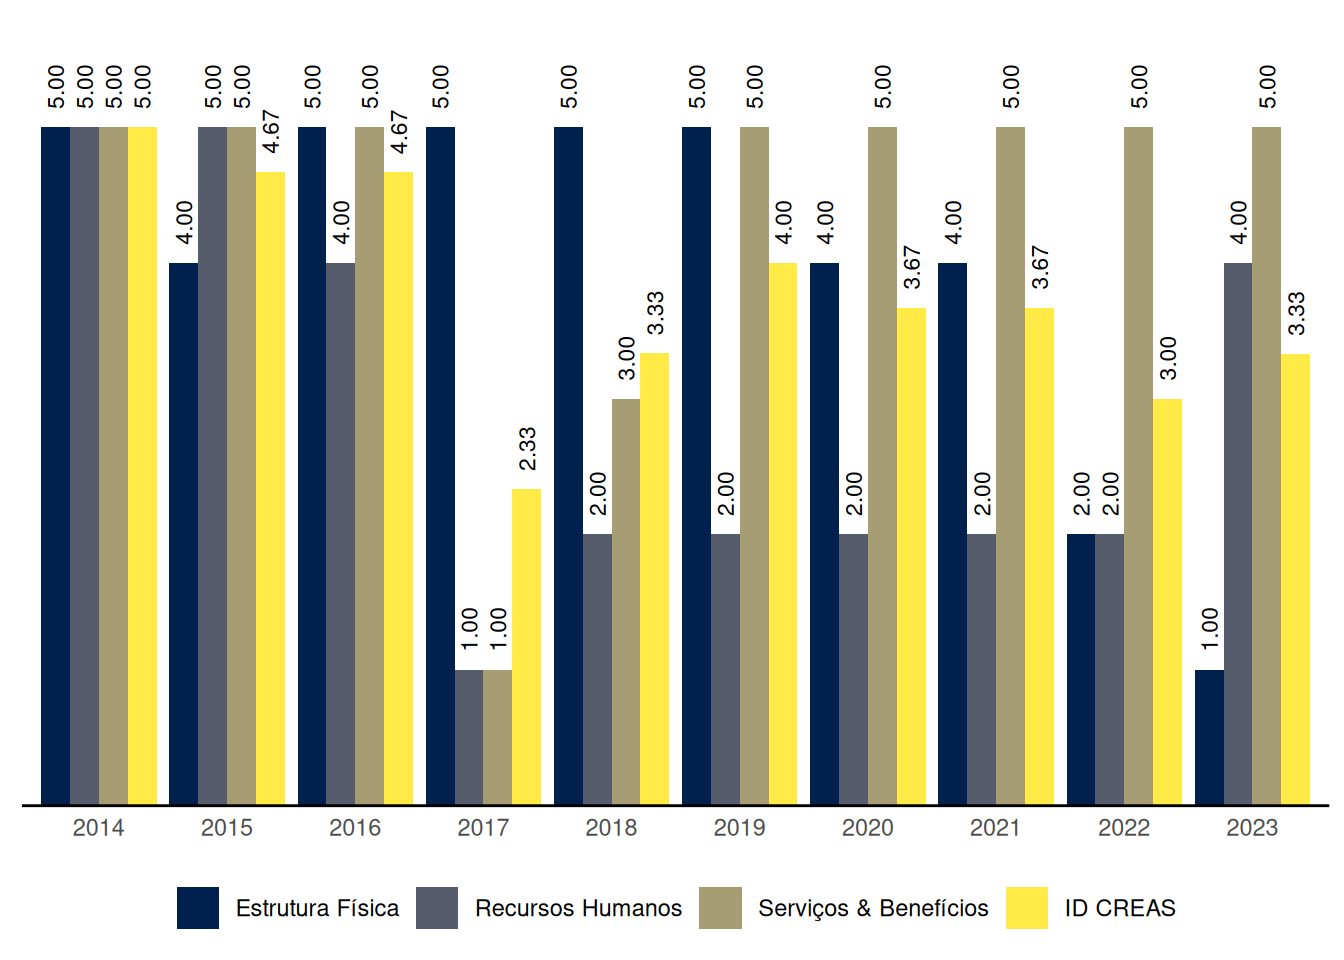 5.00 5.00 5.00 5.00 4.00 5.00 5.00 4.67 5.00 4.00 5.00 4.67 5.00 1.00 1.00 2.33 5.00 2.00 3.00 3.33 5.00 2.00 5.00 4.00 4.00 2.00 5.00 3.67 4.00 2.00 5.00 3.67 2.00 2.00 5.00 3.00 1.00 4.00 5.00 3.33
2014 2015 2016 2017 2018 2019 2020 2021 2022 2023
Estrutura Física Recursos Humanos Serviços & Benefícios ID CREAS